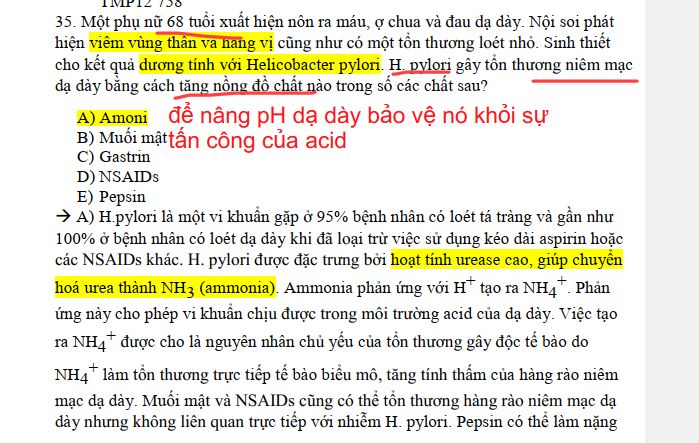 TMP12 738
35. Một phụ nữ 68 tuổi xuất hiện nôn ra máu, ợ chua và đau dạ dày. Nội soi phát
hiện viêm vùng thân và hang vị cũng như có một tổn thương loét nhỏ. Sinh thiết
cho kết quả dương tính với Helicobacter pylori. H. pylori gây tổn thương niêm mạc
dạ dày bằng cách tăng nồng đồ chất nào trong số các chất sau?
A) Amoni
để nâng pH dạ dày bảo vệ nó khỏi sự
tấn công của acid
B) Muối mật
C) Gastrin
D) NSAIDs
E) Pepsin
→ A) H.pylori là một vi khuẩn gặp ở 95% bệnh nhân có loét tá tràng và gần như
100% ở bệnh nhân có loét dạ dày khi đã loại trừ việc sử dụng kéo dài aspirin hoặc
các NSAIDs khác. H. pylori được đặc trưng bởi hoạt tính urease cao, giúp chuyển
hoá urea thành NH3 (ammonia). Ammonia phản ứng với H+ tạo ra NH4+. Phản
ứng này cho phép vi khuẩn chịu được trong môi trường acid của dạ dày. Việc tạo
ra NH4+ được cho là nguyên nhân chủ yếu của tổn thương gây độc tế bào do
NH4+ làm tổn thương trực tiếp tế bào biểu mô, tăng tính thấm của hàng rào niêm
mạc dạ dày. Muối mật và NSAIDs cũng có thể tổn thương hàng rào niêm mạc dạ
dày nhưng không liên quan trực tiếp với nhiễm H. pylori. Pepsin có thể làm nặng